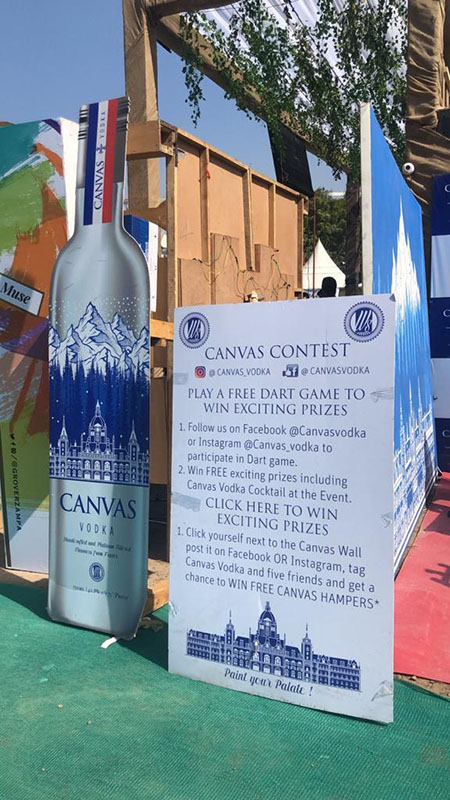 CANVAS VODKA
Muse
@GROVERZAMPA
CANVAS
VODKA
CANVAS CONTEST
@CANVAS_VODKA @CANVASVODKA
PLAY A FREE DART GAME TO
WIN EXCITING PRIZES
1. Follow us on Facebook @Canvasvodka
or Instagram @Canvas_vodka to
participate in Dart game.
2. Win FREE exciting prizes including
Canvas Vodka Cocktail at the Event.
CLICK HERE TO WIN
EXCITING PRIZES
1. Click yourself next to the Canvas Wall
post it on Facebook OR Instagram, tag
Canvas Vodka and five friends and get a
chance to WIN FREE CANVAS HAMPERS*
Paint your Palate !